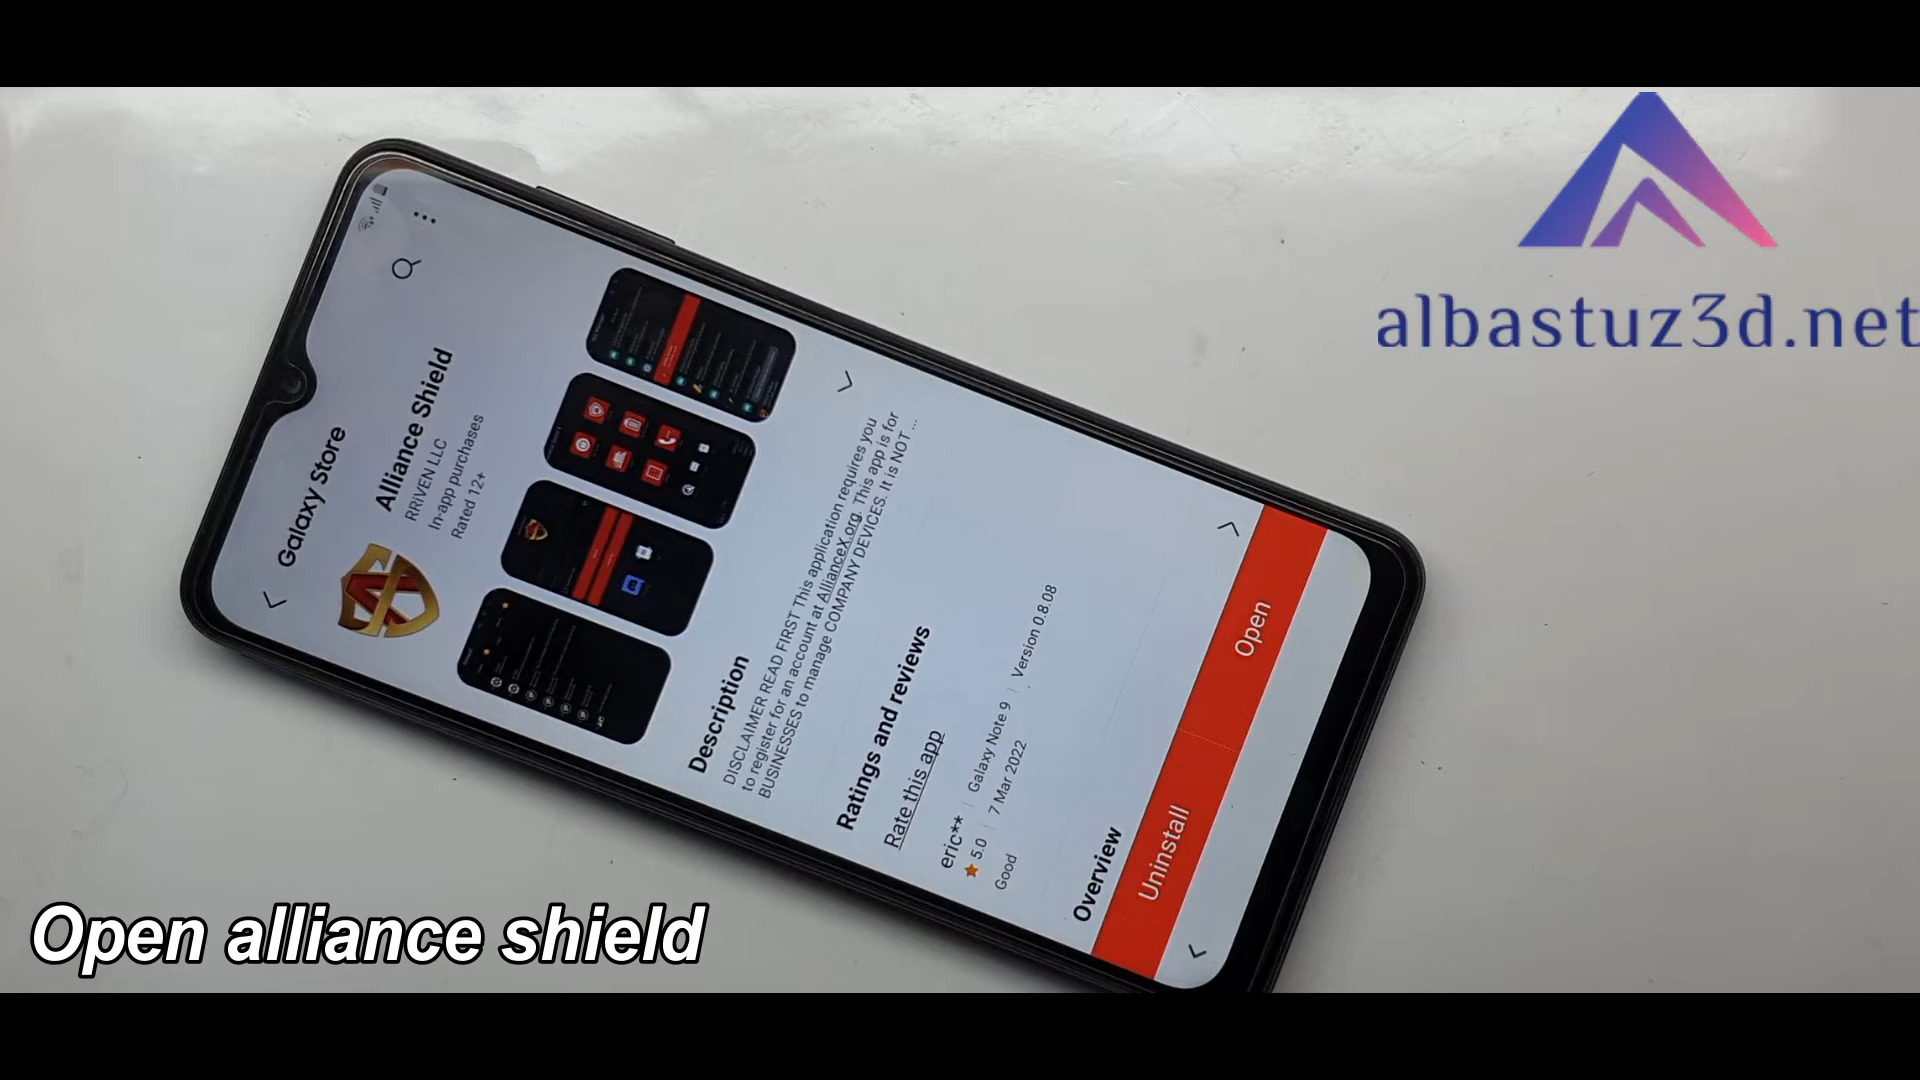 albastuz3d.net
Galaxy Store
Alliance Shield
RRiVEN LLC
In-app purchases
Rated 12+
Description
DISCLAIMER READ FIRST This application requires you
to register for an account at AllianceX.org. This app is for
BUSINESSES to manage COMPANY DEVICES. It is NOT ...
Ratings and reviews
Rate this app
eric** | Galaxy Note 9 | Version 0.8.08
5.0 | 7 Mar 2022
Good
Overview
Uninstall
Open
Open alliance shield